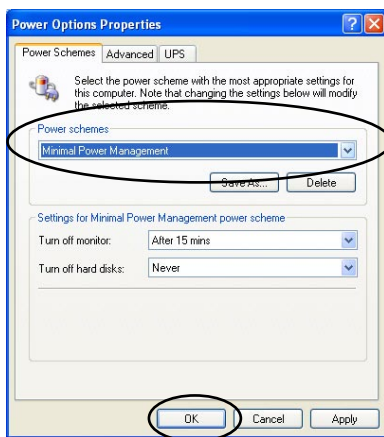 Power Options Properties
Power Schemes Advanced UPS
Select the power scheme with the most appropriate settings for
this computer. Note that changing the settings below will modify
the selected scheme.
Power schemes
Minimal Power Management
Save As... Delete
Settings for Minimal Power Management power scheme
Turn off monitor: After 15 mins
Turn off hard disks: Never
OK Cancel Apply